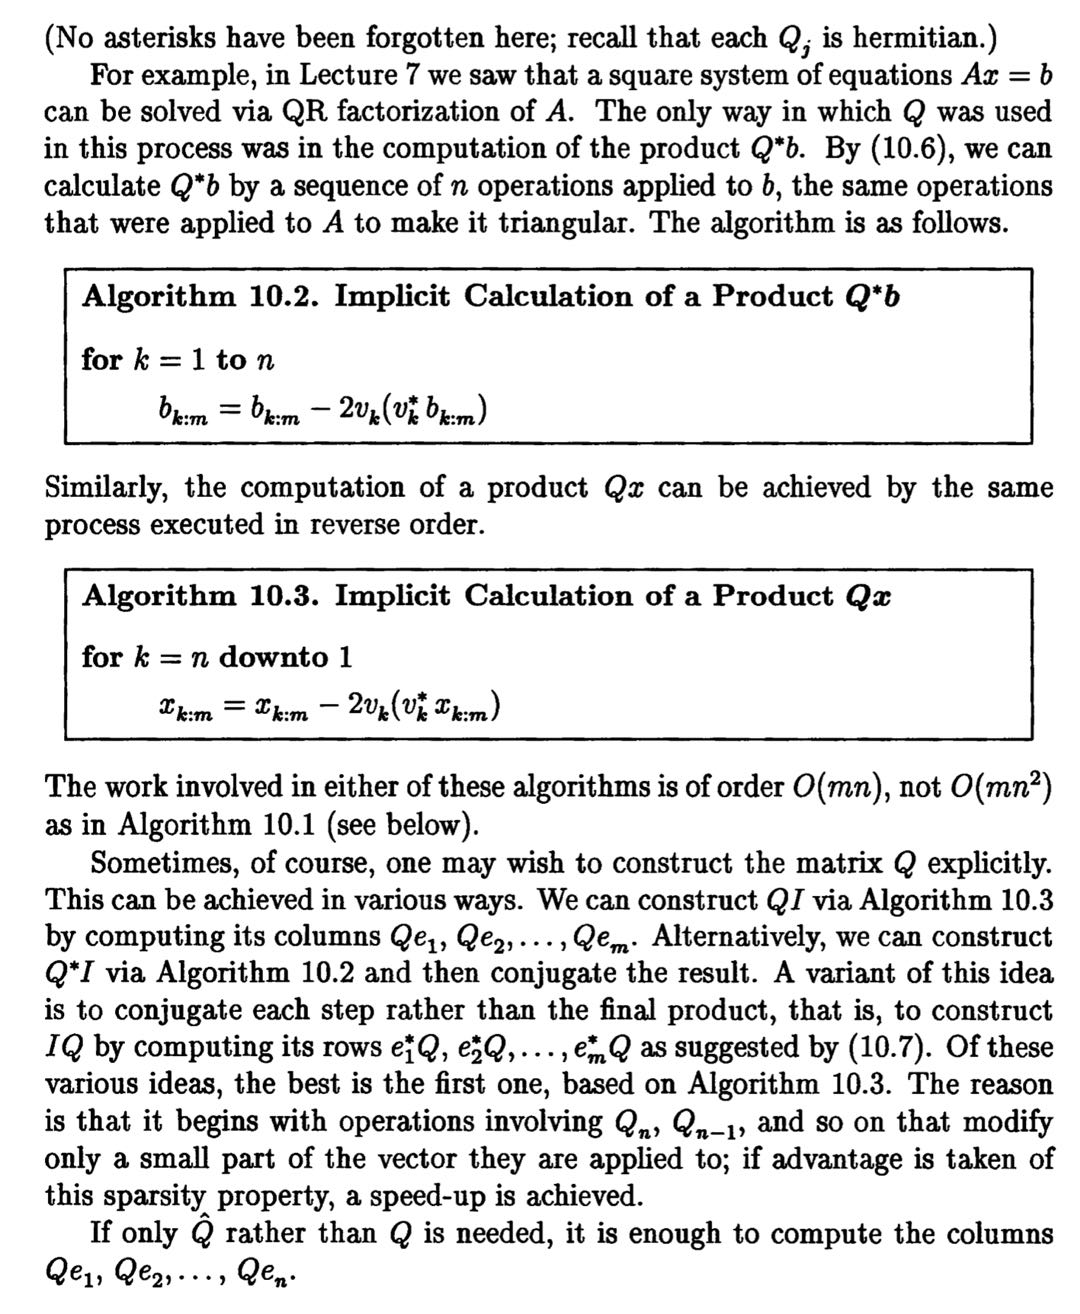 (No asterisks have been forgotten here; recall that each Q_j is hermitian.)
For example, in Lecture 7 we saw that a square system of equations Ax = b
can be solved via QR factorization of A. The only way in which Q was used
in this process was in the computation of the product Q*b. By (10.6), we can
calculate Q*b by a sequence of n operations applied to b, the same operations
that were applied to A to make it triangular. The algorithm is as follows.
Algorithm 10.2. Implicit Calculation of a Product Q*b
for k = 1 to n
b_{k:m} = b_{k:m} − 2v_k(v_k^* b_{k:m})
Similarly, the computation of a product Qx can be achieved by the same
process executed in reverse order.
Algorithm 10.3. Implicit Calculation of a Product Qx
for k = n downto 1
x_{k:m} = x_{k:m} − 2v_k(v_k^* x_{k:m})
The work involved in either of these algorithms is of order O(mn), not O(mn²)
as in Algorithm 10.1 (see below).
Sometimes, of course, one may wish to construct the matrix Q explicitly.
This can be achieved in various ways. We can construct QI via Algorithm 10.3
by computing its columns Qe₁, Qe₂, . . . , Qe_m. Alternatively, we can construct
Q*I via Algorithm 10.2 and then conjugate the result. A variant of this idea
is to conjugate each step rather than the final product, that is, to construct
IQ by computing its rows e₁^*Q, e₂^*Q, . . . , e_m^*Q as suggested by (10.7). Of these
various ideas, the best is the first one, based on Algorithm 10.3. The reason
is that it begins with operations involving Q_n, Q_{n−1}, and so on that modify
only a small part of the vector they are applied to; if advantage is taken of
this sparsity property, a speed-up is achieved.
If only Q̂ rather than Q is needed, it is enough to compute the columns
Qe₁, Qe₂, . . . , Qe_n.